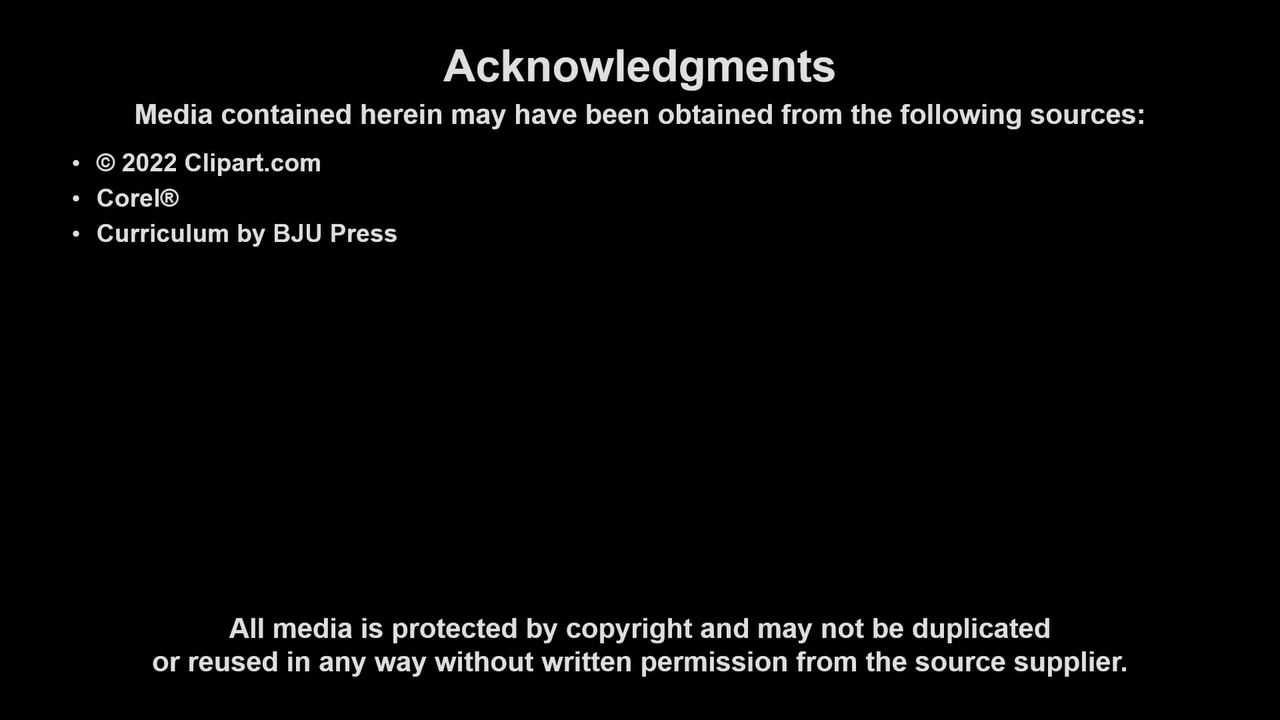 Acknowledgments
Media contained herein may have been obtained from the following sources:
• © 2022 Clipart.com
• Corel®
• Curriculum by BJU Press
All media is protected by copyright and may not be duplicated
or reused in any way without written permission from the source supplier.